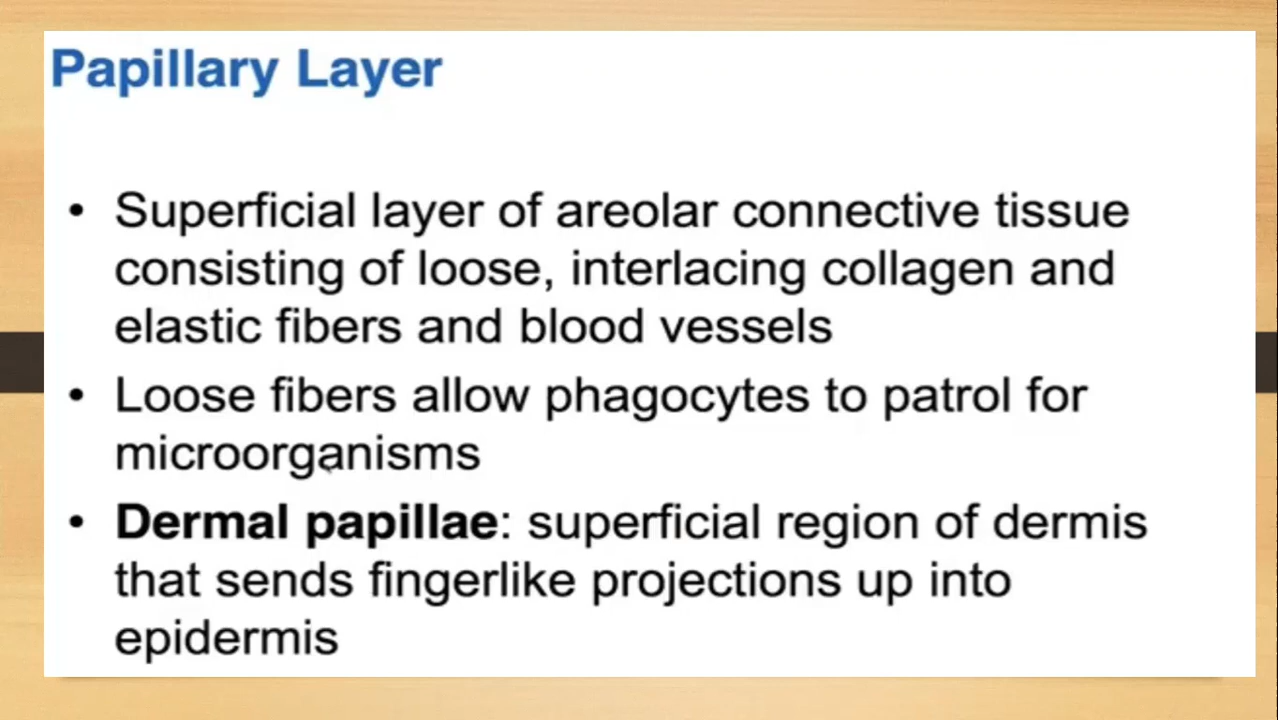 Papillary Layer
• Superficial layer of areolar connective tissue
consisting of loose, interlacing collagen and
elastic fibers and blood vessels
• Loose fibers allow phagocytes to patrol for
microorganisms
• Dermal papillae: superficial region of dermis
that sends fingerlike projections up into
epidermis